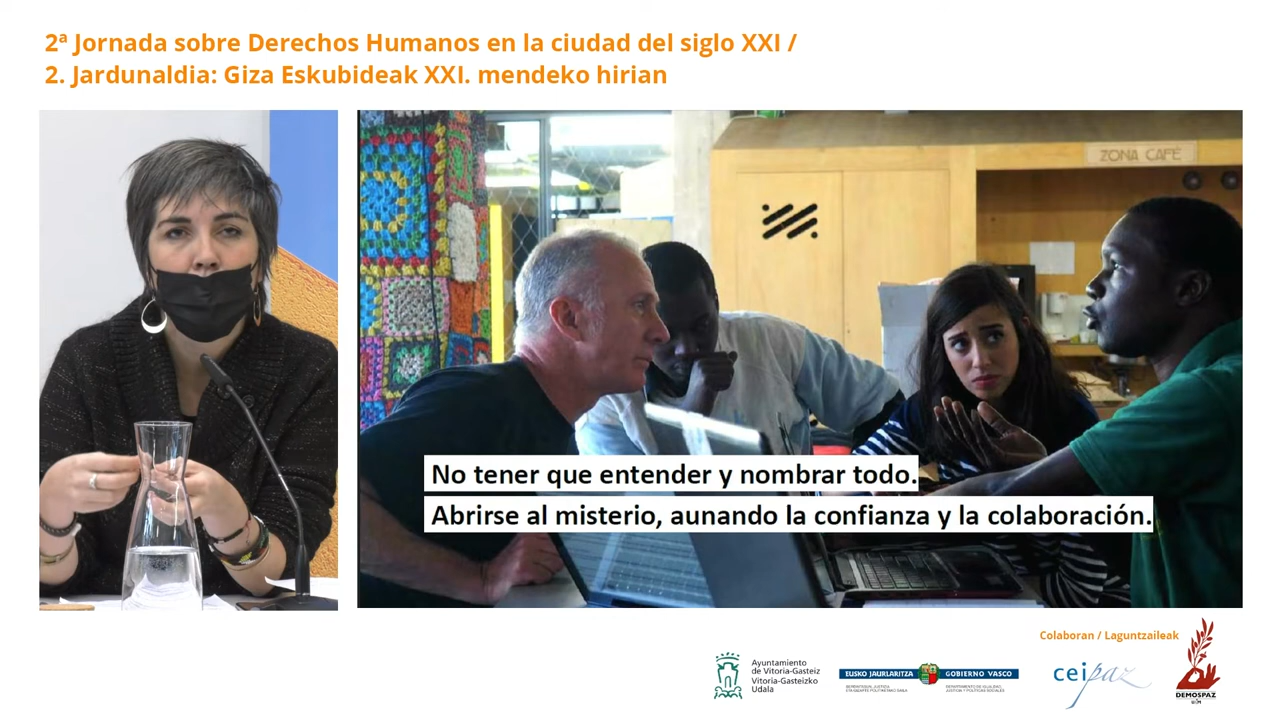 2ª Jornada sobre Derechos Humanos en la ciudad del siglo XXI /
2. Jardunaldia: Giza Eskubideak XXI. mendeko hirian
ZONA CAFÉ
No tener que entender y nombrar todo.
Abrirse al misterio, aunando la confianza y la colaboración.
Colaboran / Laguntzaileak
Ayuntamiento
de Vitoria-Gasteiz
Vitoria-Gasteizko
Udala
EUSKO JAURLARITZA
GOBIERNO VASCO
ceipaz
DEMOSPAZ